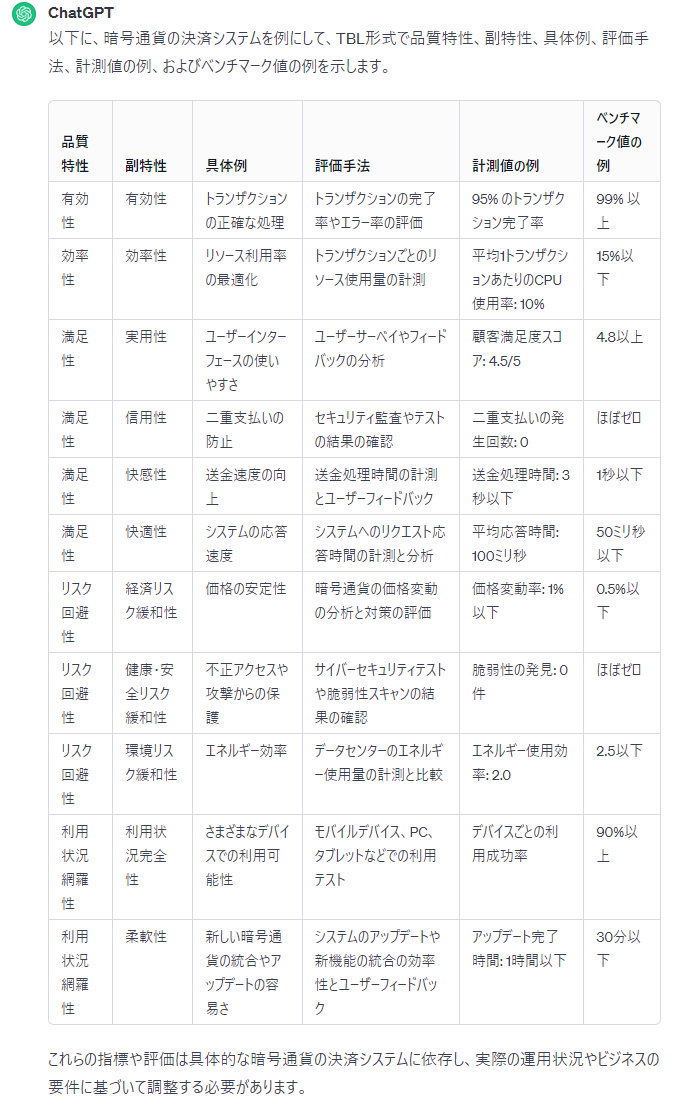 ChatGPT
以下に、暗号通貨の決済システムを例にして、TBL形式で品質特性、副特性、具体例、評価手
法、計測値の例、およびベンチマーク値の例を示します。
品質
特性
副特性
具体例
評価手法
計測値の例
ベンチマ
ーク値の
例
有効
性
有効性
トランザクション
の正確な処理
トランザクションの完了
率やエラー率の評価
95% のトランザク
ション完了率
99% 以
上
効率
性
効率性
リソース利用率
の最適化
トランザクションごとのリ
ソース使用量の計測
平均1トランザクシ
ョンあたりのCPU
使用率: 10%
15%以
下
満足
性
実用性
ユーザーインター
フェースの使い
やすさ
ユーザーサーベイやフィード
バックの分析
顧客満足度スコ
ア: 4.5/5
4.8以上
満足
性
信用性
二重支払いの
防止
セキュリティ監査やテスト
の結果の確認
二重支払いの発
生回数: 0
ほぼゼロ
満足
性
快感性
送金速度の向
上
送金処理時間の計測
とユーザーフィードバック
送金処理時間: 3
秒以下
1秒以下
満足
性
快適性
システムの応答
速度
システムへのリクエスト応
答時間の計測と分析
平均応答時間:
100ミリ秒
50ミリ秒
以下
リスク
回避
性
経済リス
ク緩和性
価格の安定性
暗号通貨の価格変動
の分析と対策の評価
価格変動率: 1%
以下
0.5%以
下
リスク
回避
性
健康・安
全リスク
緩和性
不正アクセスや
攻撃からの保
護
サイバーセキュリティテスト
や脆弱性スキャンの結
果の確認
脆弱性の発見: 0
件
ほぼゼロ
リスク
回避
性
環境リス
ク緩和性
エネルギー効率
データセンターのエネルギ
ー使用量の計測と比較
エネルギー使用効
率: 2.0
2.5以下
利用
状況
網羅
性
利用状
況完全
性
さまざまなデバイ
スでの利用可
能性
モバイルデバイス、PC、
タブレットなどでの利用
テスト
デバイスごとの利
用成功率
90%以
上
利用
状況
網羅
性
柔軟性
新しい暗号通
貨の統合やア
ップデートの容
易さ
システムのアップデートや
新機能の統合の効率
性とユーザーフィードバッ
ク
アップデート完了
時間: 1時間以下
30分以
下
これらの指標や評価は具体的な暗号通貨の決済システムに依存し、実際の運用状況やビジネスの
要件に基づいて調整する必要があります。